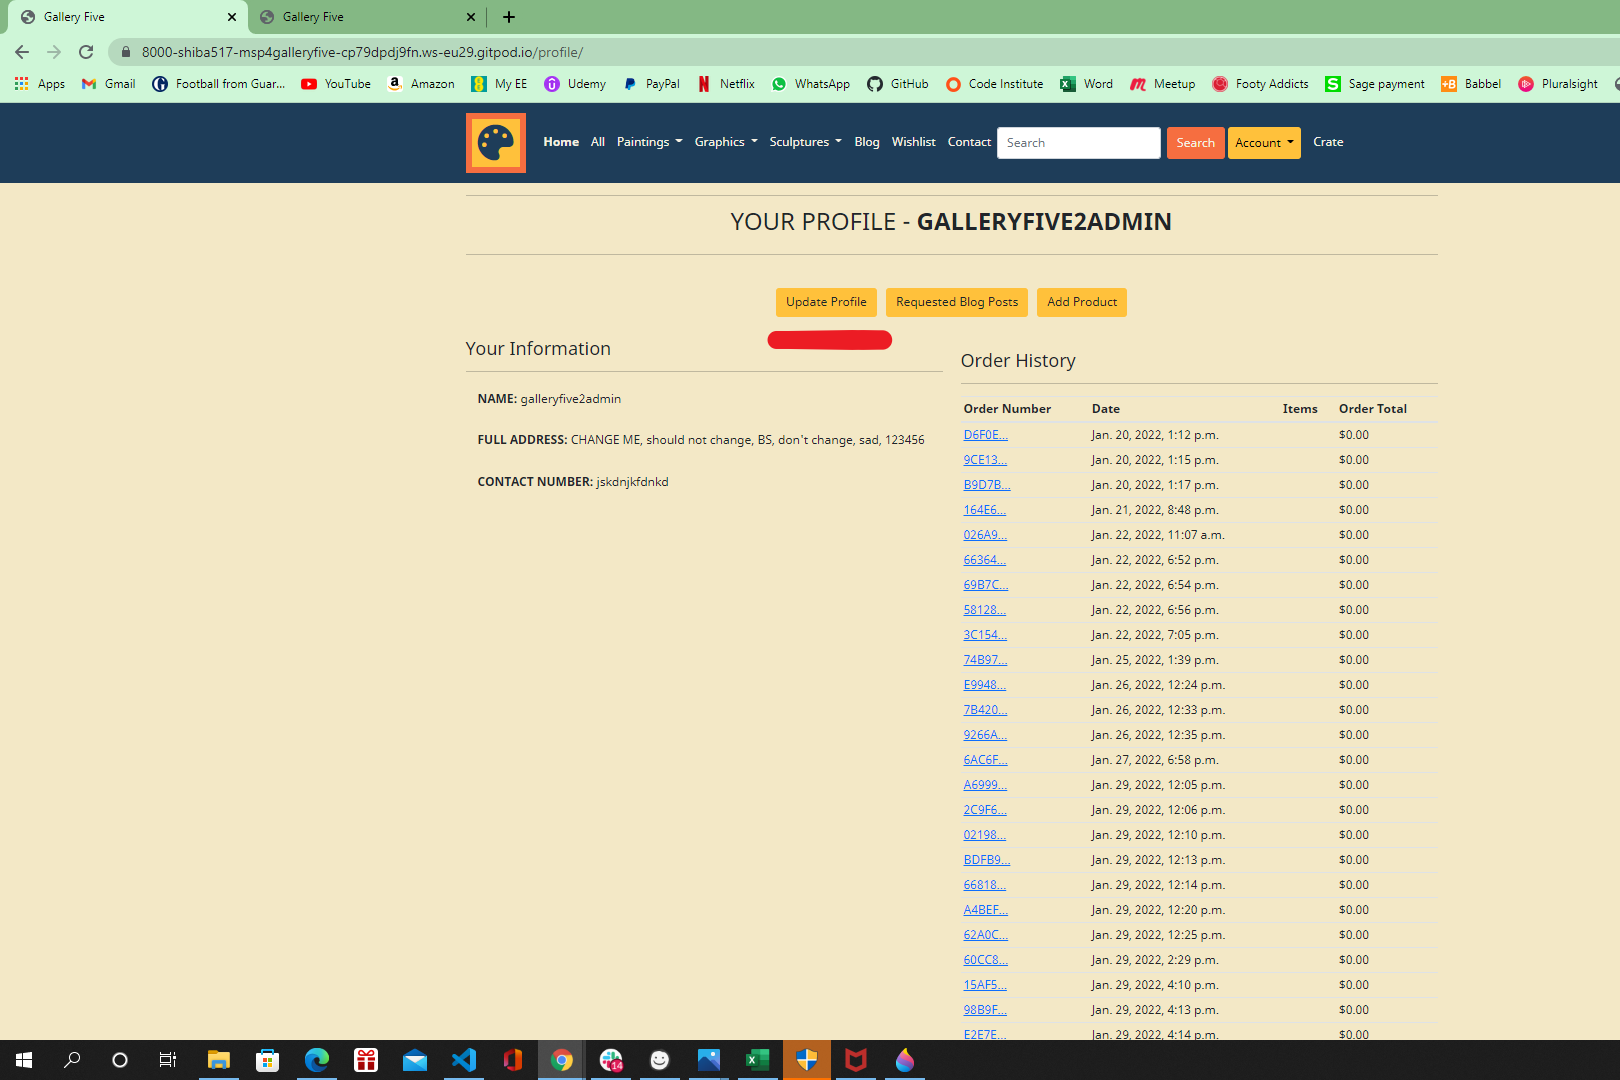 Gallery Five
Gallery Five
8000-shiba517-msp4galleryfive-cp79dpdj9fn.ws-eu29.gitpod.io/profile/
Apps Gmail Football from Guar... YouTube Amazon My EE Udemy PayPal Netflix WhatsApp GitHub Code Institute Word Meetup Footy Addicts Sage payment Babbel Pluralsight
Home All Paintings Graphics Sculptures Blog Wishlist Contact Search Search Account Crate
YOUR PROFILE - GALLERYFIVE2ADMIN
Update Profile Requested Blog Posts Add Product
Your Information
NAME: galleryfive2admin
FULL ADDRESS: CHANGE ME, should not change, BS, don't change, sad, 123456
CONTACT NUMBER: jskdnjkfdnkd
Order History
Order Number Date Items Order Total
D6F0E... Jan. 20, 2022, 1:12 p.m. $0.00
9CE13... Jan. 20, 2022, 1:15 p.m. $0.00
B9D7B... Jan. 20, 2022, 1:17 p.m. $0.00
164E6... Jan. 21, 2022, 8:48 p.m. $0.00
026A9... Jan. 22, 2022, 11:07 a.m. $0.00
66364... Jan. 22, 2022, 6:52 p.m. $0.00
69B7C... Jan. 22, 2022, 6:54 p.m. $0.00
58128... Jan. 22, 2022, 6:56 p.m. $0.00
3C154... Jan. 22, 2022, 7:05 p.m. $0.00
74B97... Jan. 25, 2022, 1:39 p.m. $0.00
E9948... Jan. 26, 2022, 12:24 p.m. $0.00
7B420... Jan. 26, 2022, 12:33 p.m. $0.00
9266A... Jan. 26, 2022, 12:35 p.m. $0.00
6AC6F... Jan. 27, 2022, 6:58 p.m. $0.00
A6999... Jan. 29, 2022, 12:05 p.m. $0.00
2C9F6... Jan. 29, 2022, 12:06 p.m. $0.00
02198... Jan. 29, 2022, 12:10 p.m. $0.00
BDFB9... Jan. 29, 2022, 12:13 p.m. $0.00
66818... Jan. 29, 2022, 12:14 p.m. $0.00
A4BEF... Jan. 29, 2022, 12:20 p.m. $0.00
62A0C... Jan. 29, 2022, 12:25 p.m. $0.00
60CC8... Jan. 29, 2022, 2:29 p.m. $0.00
15AF5... Jan. 29, 2022, 4:10 p.m. $0.00
98B9F... Jan. 29, 2022, 4:13 p.m. $0.00
E2E7E... Jan. 29, 2022, 4:14 p.m. $0.00
14